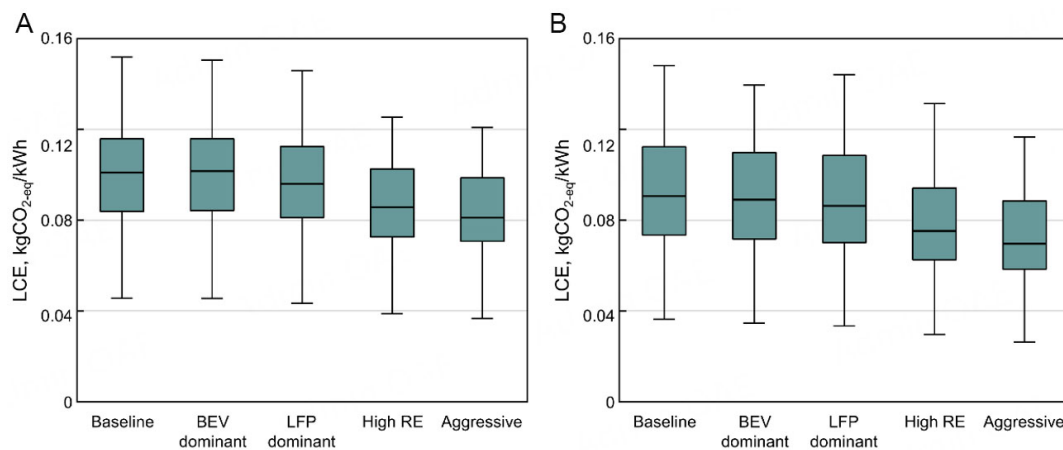 A
0.16
0.12
0.08
0.04
0
LCE, kgCO2-eq/kWh
Baseline
BEV dominant
LFP dominant
High RE
Aggressive
B
0.16
0.12
0.08
0.04
0
LCE, kgCO2-eq/kWh
Baseline
BEV dominant
LFP dominant
High RE
Aggressive